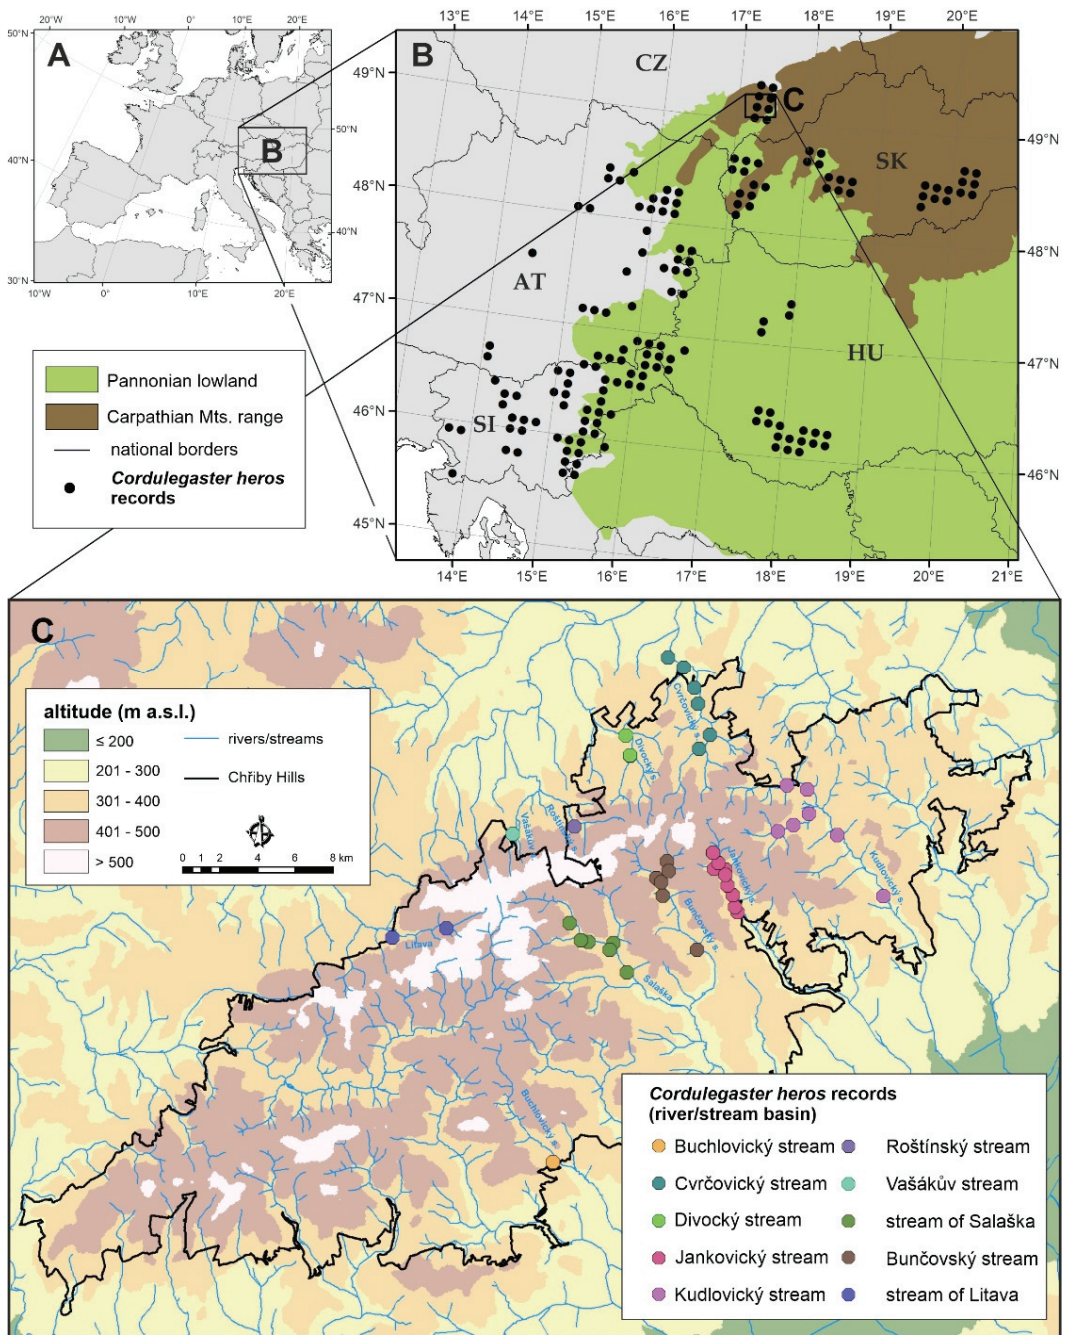 20°W 10°W 0° 10°E 20°E
50°N
A
B
50°N
40°N
40°N
30°N
10°W 0° 10°E 20°E
13°E 14°E 15°E 16°E 17°E 18°E 19°E 20°E
B
CZ
C
SK
AT
HU
SI
49°N
48°N
47°N
46°N
45°N
49°N
48°N
47°N
46°N
14°E 15°E 16°E 17°E 18°E 19°E 20°E 21°E
Pannonian lowland
Carpathian Mts. range
national borders
Cordulegaster heros
records
C
altitude (m a.s.l.)
≤ 200
201 - 300
301 - 400
401 - 500
> 500
rivers/streams
Chřiby Hills
0 1 2 4 6 8 km
Cvrčovický s.
Divocký s.
Roštínský s.
Vašákův s.
Jankovický s.
Kudlovický s.
Bunčovský s.
Litava
Salaška
Buchlovický s.
Cordulegaster heros records
(river/stream basin)
Buchlovický stream
Cvrčovický stream
Divocký stream
Jankovický stream
Kudlovický stream
Roštínský stream
Vašákův stream
stream of Salaška
Bunčovský stream
stream of Litava